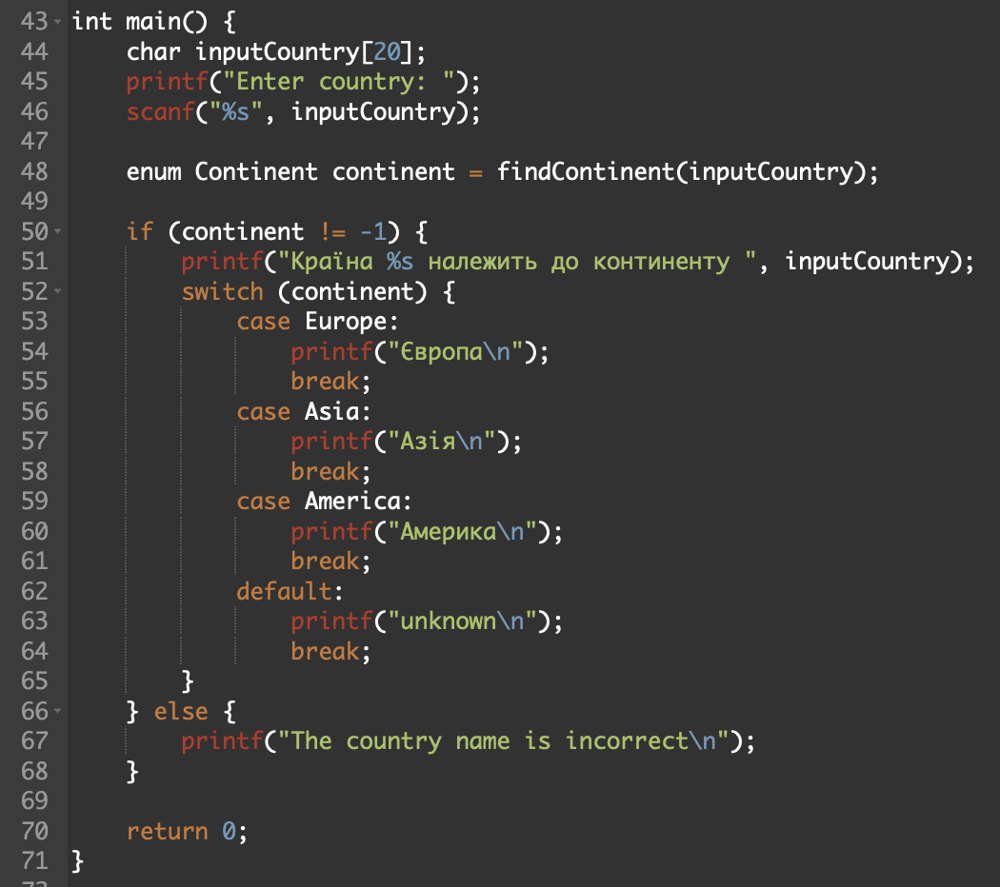 43 int main() {
44     char inputCountry[20];
45     printf("Enter country: ");
46     scanf("%s", inputCountry);
47
48     enum Continent continent = findContinent(inputCountry);
49
50     if (continent != -1) {
51         printf("Країна %s належить до континенту ", inputCountry);
52         switch (continent) {
53             case Europe:
54                 printf("Європа\n");
55                 break;
56             case Asia:
57                 printf("Азія\n");
58                 break;
59             case America:
60                 printf("Америка\n");
61                 break;
62             default:
63                 printf("unknown\n");
64                 break;
65         }
66     } else {
67         printf("The country name is incorrect\n");
68     }
69
70     return 0;
71 }